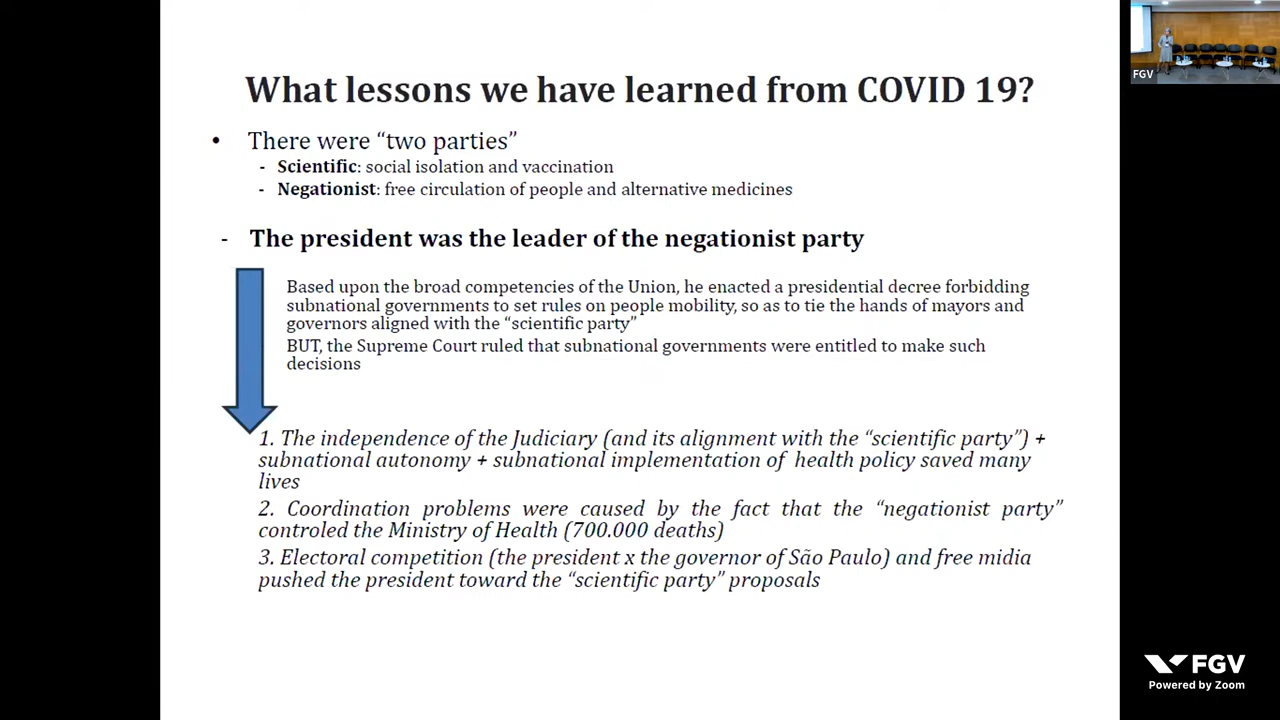 What lessons we have learned from COVID 19?
• There were “two parties”
- Scientific: social isolation and vaccination
- Negationist: free circulation of people and alternative medicines
- The president was the leader of the negationist party
Based upon the broad competencies of the Union, he enacted a presidential decree forbidding
subnational governments to set rules on people mobility, so as to tie the hands of mayors and
governors aligned with the “scientific party”
BUT, the Supreme Court ruled that subnational governments were entitled to make such
decisions
1. The independence of the Judiciary (and its alignment with the “scientific party”) +
subnational autonomy + subnational implementation of health policy saved many
lives
2. Coordination problems were caused by the fact that the “negationist party”
controled the Ministry of Health (700.000 deaths)
3. Electoral competition (the president x the governor of São Paulo) and free midia
pushed the president toward the “scientific party” proposals
FGV
FGV
Powered by Zoom